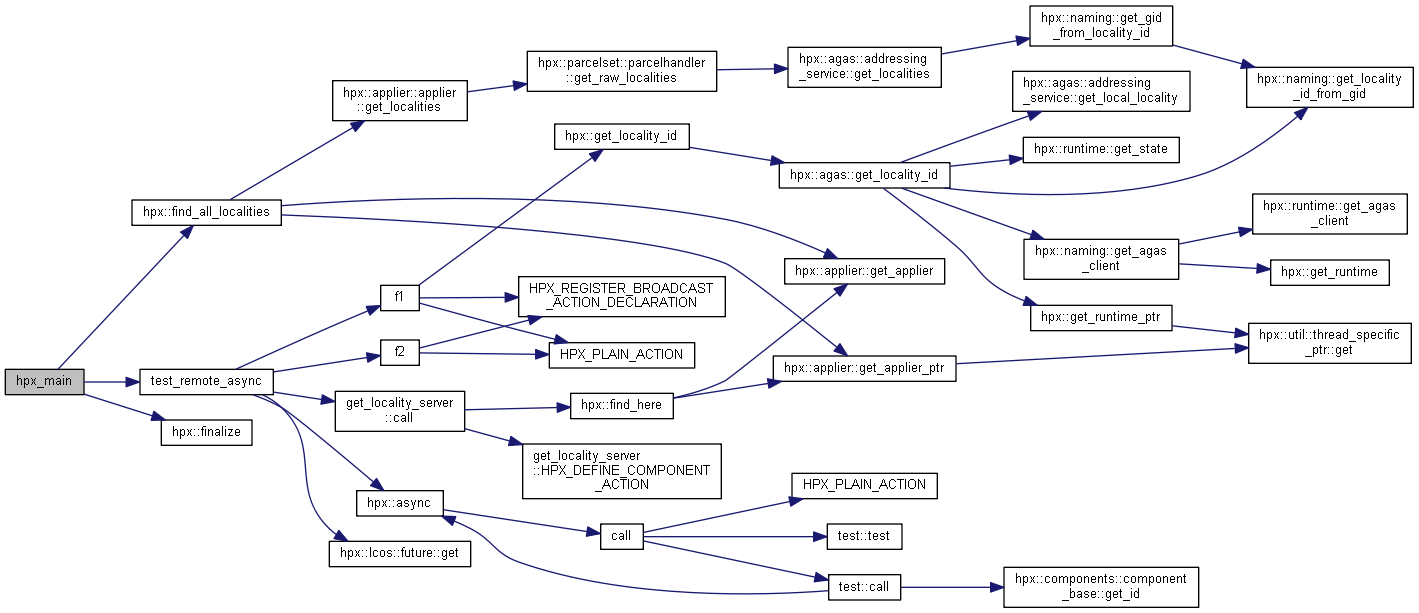 hpx::naming::get_gid
_from_locality_id
hpx::parcelset::parcelhandler
::get_raw_localities
hpx::agas::addressing
_service::get_localities
hpx::naming::get_locality
_id_from_gid
hpx::applier::applier
::get_localities
hpx::agas::addressing
_service::get_local_locality
hpx::get_locality_id
hpx::runtime::get_state
hpx::agas::get_locality_id
hpx::find_all_localities
hpx::runtime::get_agas
_client
hpx::naming::get_agas
_client
hpx::applier::get_applier
hpx::get_runtime
f1
HPX_REGISTER_BROADCAST
_ACTION_DECLARATION
hpx::get_runtime_ptr
hpx::util::thread_specific
_ptr::get
f2
HPX_PLAIN_ACTION
hpx::applier::get_applier_ptr
hpx_main
test_remote_async
get_locality_server
::call
hpx::find_here
hpx::finalize
get_locality_server
::HPX_DEFINE_COMPONENT
_ACTION
HPX_PLAIN_ACTION
hpx::async
call
test::test
hpx::lcos::future::get
test::call
hpx::components::component
_base::get_id